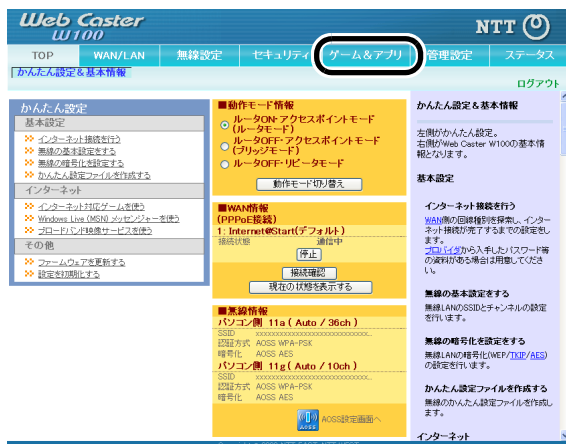 Web Caster
W100
NTT
TOP
WAN/LAN
無線設定
セキュリティ
ゲーム&アプリ
管理設定
ステータス
かんたん設定&基本情報
ログアウト
かんたん設定
基本設定
インターネット接続を行う
無線の基本設定をする
無線の暗号化を設定する
かんたん設定ファイルを作成する
インターネット
インターネット対応ゲームを使う
Windows Live (MSN) メッセンジャーを使う
ブロードバンド映像サービスを使う
その他
ファームウェアを更新する
設定を初期化する
■動作モード情報
ルータON・アクセスポイントモード
(ルータモード)
ルータOFF・アクセスポイントモード
(ブリッジモード)
ルータOFF・リピータモード
動作モード切り替え
■WAN情報
(PPPoE接続)
1: Internet@Start(デフォルト)
接続状態 通信中
停止
接続確認
現在の状態を表示する
■無線情報
パソコン側 11a ( Auto / 36ch )
SSID xxxxxxxxxxxxxxxxxxxxxxxxxx...
認証方式 AOSS WPA-PSK
暗号化 AOSS AES
パソコン側 11g ( Auto / 10ch )
SSID xxxxxxxxxxxxxxxxxxxxxxxxxx...
認証方式 AOSS WPA-PSK
暗号化 AOSS AES
AOSS
AOSS設定画面へ
かんたん設定&基本情報
左側がかんたん設定。
右側がWeb Caster W100の基本情
報となります。
基本設定
インターネット接続を行う
WAN側の回線種別を探索し、インター
ネット接続が完了するまでの設定をし
ます。
プロバイダから入手したパスワード等
の資料がある場合は用意してくださ
い。
無線の基本設定をする
無線LANのSSIDとチャンネルの設定
を行います。
無線の暗号化を設定する
無線LANの暗号化(WEP/TKIP/AES)
の設定を行います。
かんたん設定ファイルを作成する
無線のかんたん設定ファイルを作成し
ます。
インターネット